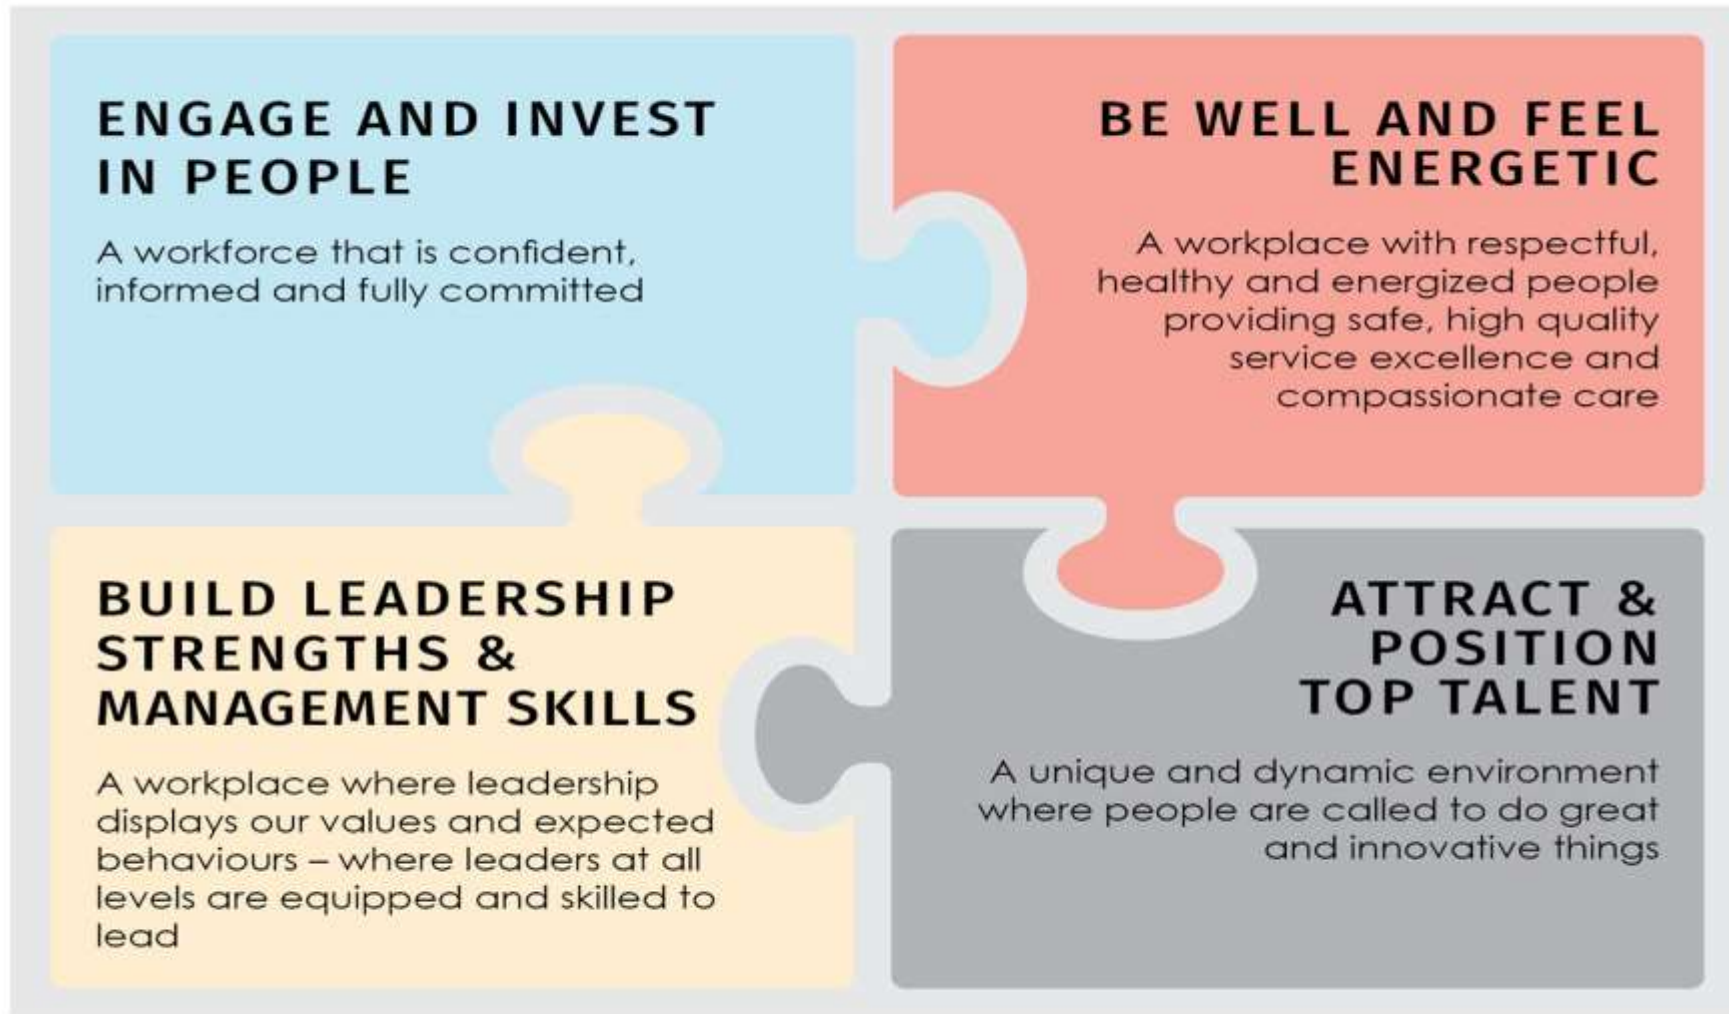 ENGAGE AND INVEST
IN PEOPLE
A workforce that is confident,
informed and fully committed
BE WELL AND FEEL
ENERGETIC
A workplace with respectful,
healthy and energized people
providing safe, high quality
service excellence and
compassionate care
BUILD LEADERSHIP
STRENGTHS &
MANAGEMENT SKILLS
A workplace where leadership
displays our values and expected
behaviours – where leaders at all
levels are equipped and skilled to
lead
ATTRACT &
POSITION
TOP TALENT
A unique and dynamic environment
where people are called to do great
and innovative things